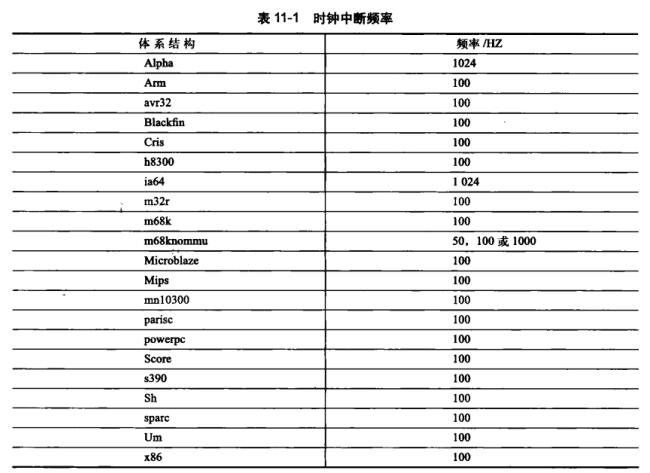 表 11-1 时钟中断频率
体系结构 频率/HZ
Alpha 1024
Arm 100
avr32 100
Blackfin 100
Cris 100
h8300 100
ia64 1 024
m32r 100
m68k 100
m68knommu 50，100 或 1000
Microblaze 100
Mips 100
mn10300 100
parisc 100
powerpc 100
Score 100
s390 100
Sh 100
sparc 100
Um 100
x86 100